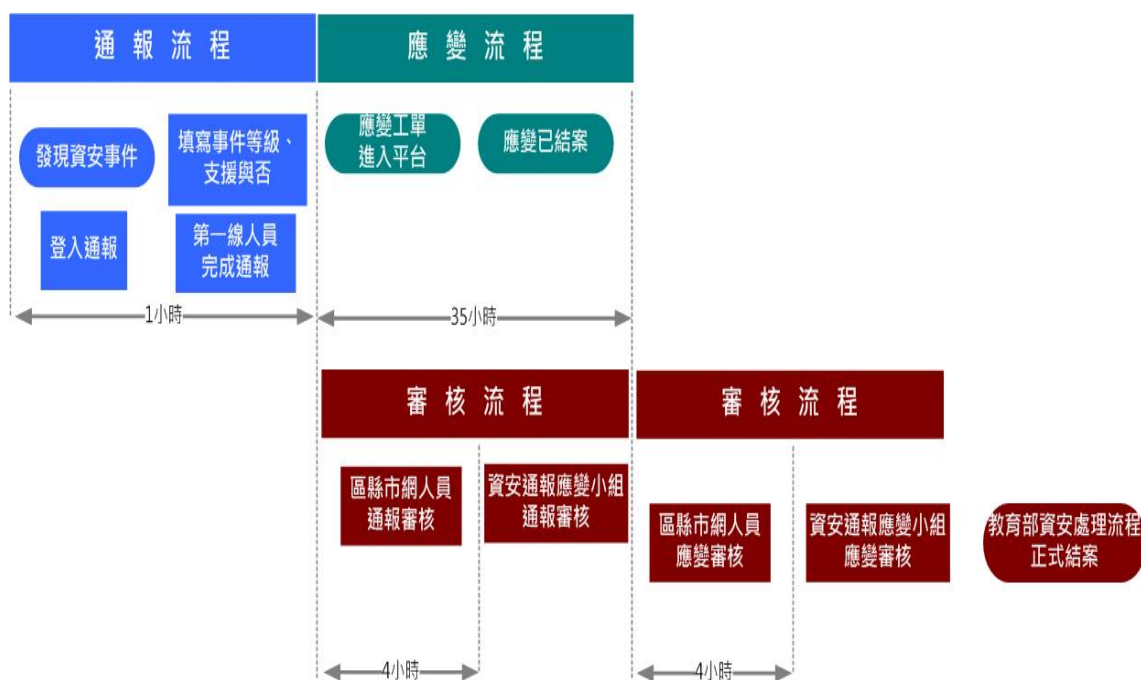 通報流程
應變流程
發現資安事件
填寫事件等級、
支援與否
應變工單
進入平台
應變已結案
登入通報
第一線人員
完成通報
1小時
35小時
審核流程
審核流程
區縣市網人員
通報審核
資安通報應變小組
通報審核
區縣市網人員
應變審核
資安通報應變小組
應變審核
教育部資安處理流程
正式結案
4小時
4小時